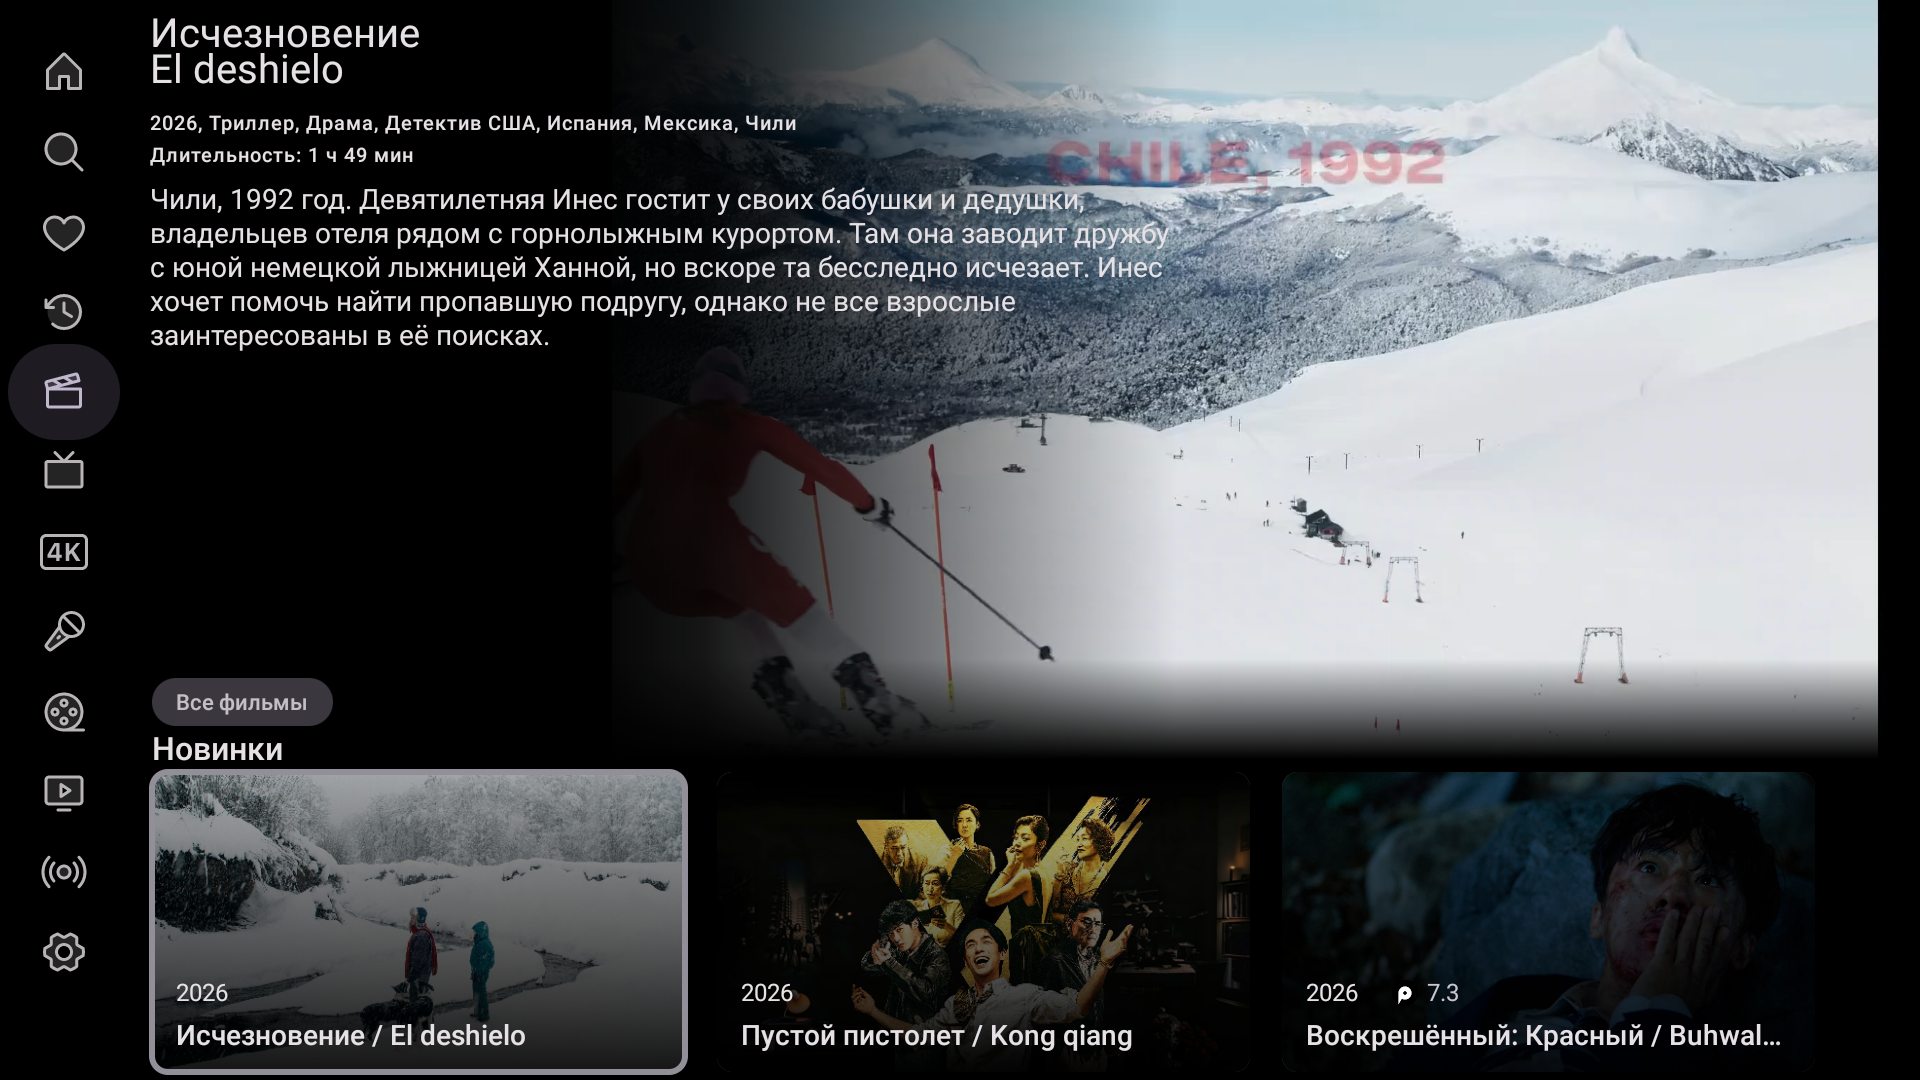 Исчезновение
El deshielo
2026, Триллер, Драма, Детектив США, Испания, Мексика, Чили
Длительность: 1 ч 49 мин
CHILE, 1992
Чили, 1992 год. Девятилетняя Инес гостит у своих бабушки и дедушки,
владельцев отеля рядом с горнолыжным курортом. Там она заводит дружбу
с юной немецкой лыжницей Ханной, но вскоре та бесследно исчезает. Инес
хочет помочь найти пропавшую подругу, однако не все взрослые
заинтересованы в её поисках.
4K
Все фильмы
Новинки
2026
Исчезновение / El deshielo
2026
Пустой пистолет / Kong qiang
2026 7.3
Воскрешённый: Красный / Buhwal...